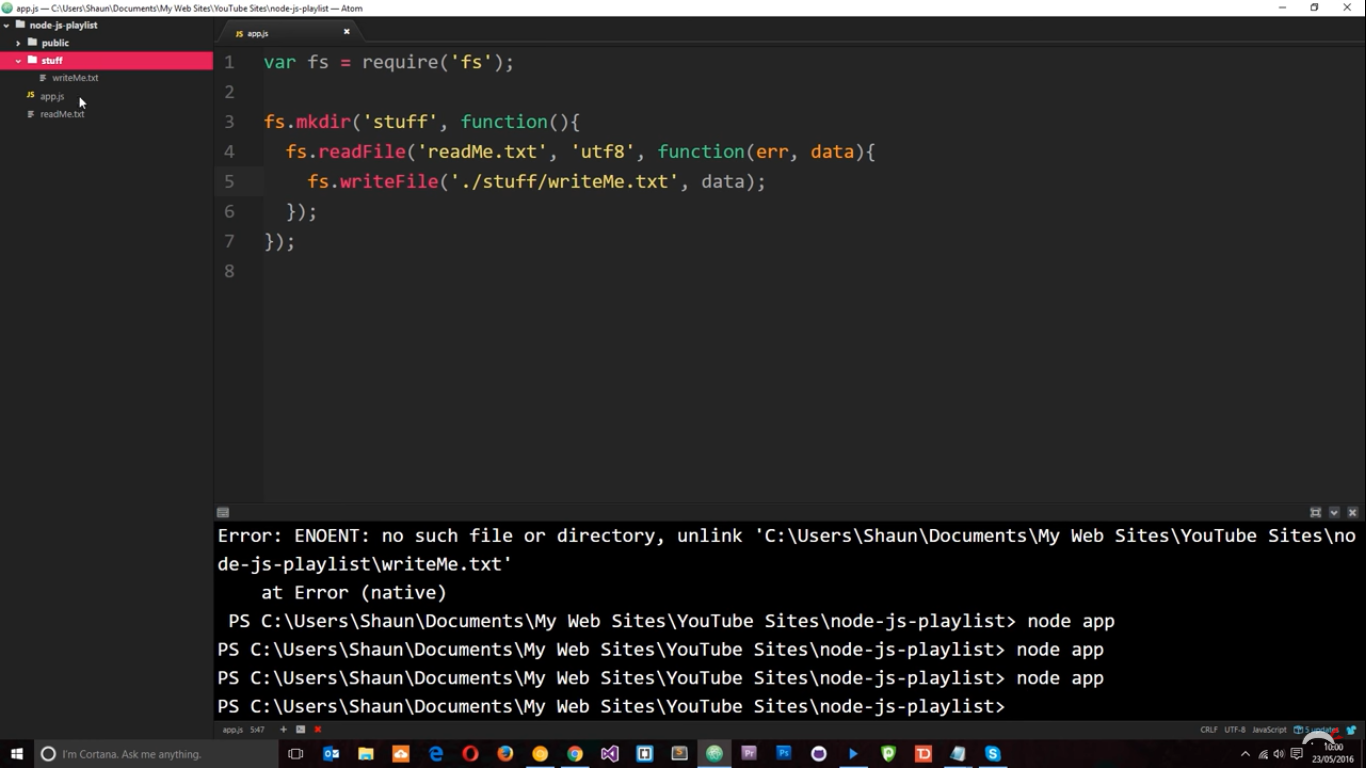 app.js — C:\Users\Shaun\Documents\My Web Sites\YouTube Sites\node-js-playlist — Atom
node-js-playlist
public
stuff
writeMe.txt
JS app.js
readMe.txt
JS app.js
1 var fs = require('fs');
2
3 fs.mkdir('stuff', function(){
4 fs.readFile('readMe.txt', 'utf8', function(err, data){
5 fs.writeFile('./stuff/writeMe.txt', data);
6 });
7 });
8
Error: ENOENT: no such file or directory, unlink 'C:\Users\Shaun\Documents\My Web Sites\YouTube Sites\no
de-js-playlist\writeMe.txt'
at Error (native)
PS C:\Users\Shaun\Documents\My Web Sites\YouTube Sites\node-js-playlist> node app
PS C:\Users\Shaun\Documents\My Web Sites\YouTube Sites\node-js-playlist> node app
PS C:\Users\Shaun\Documents\My Web Sites\YouTube Sites\node-js-playlist> node app
PS C:\Users\Shaun\Documents\My Web Sites\YouTube Sites\node-js-playlist>
app.js 5:47
CRLF UTF-8 JavaScript 5 updates
I'm Cortana. Ask me anything.
Pr
Ps
TD
10:00
23/05/2016